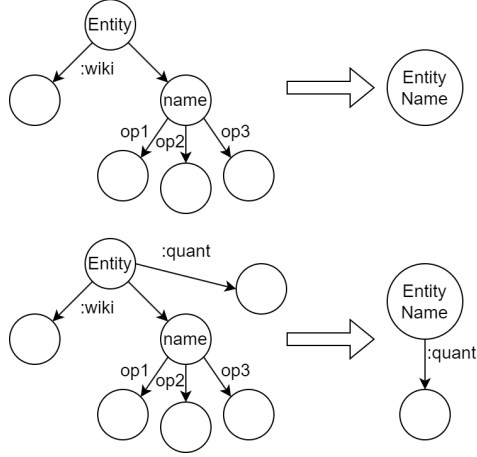 Entity
:wiki
name
op1
op2
op3
Entity
Name
:quant
Entity
:wiki
name
op1
op2
op3
Entity
Name
:quant